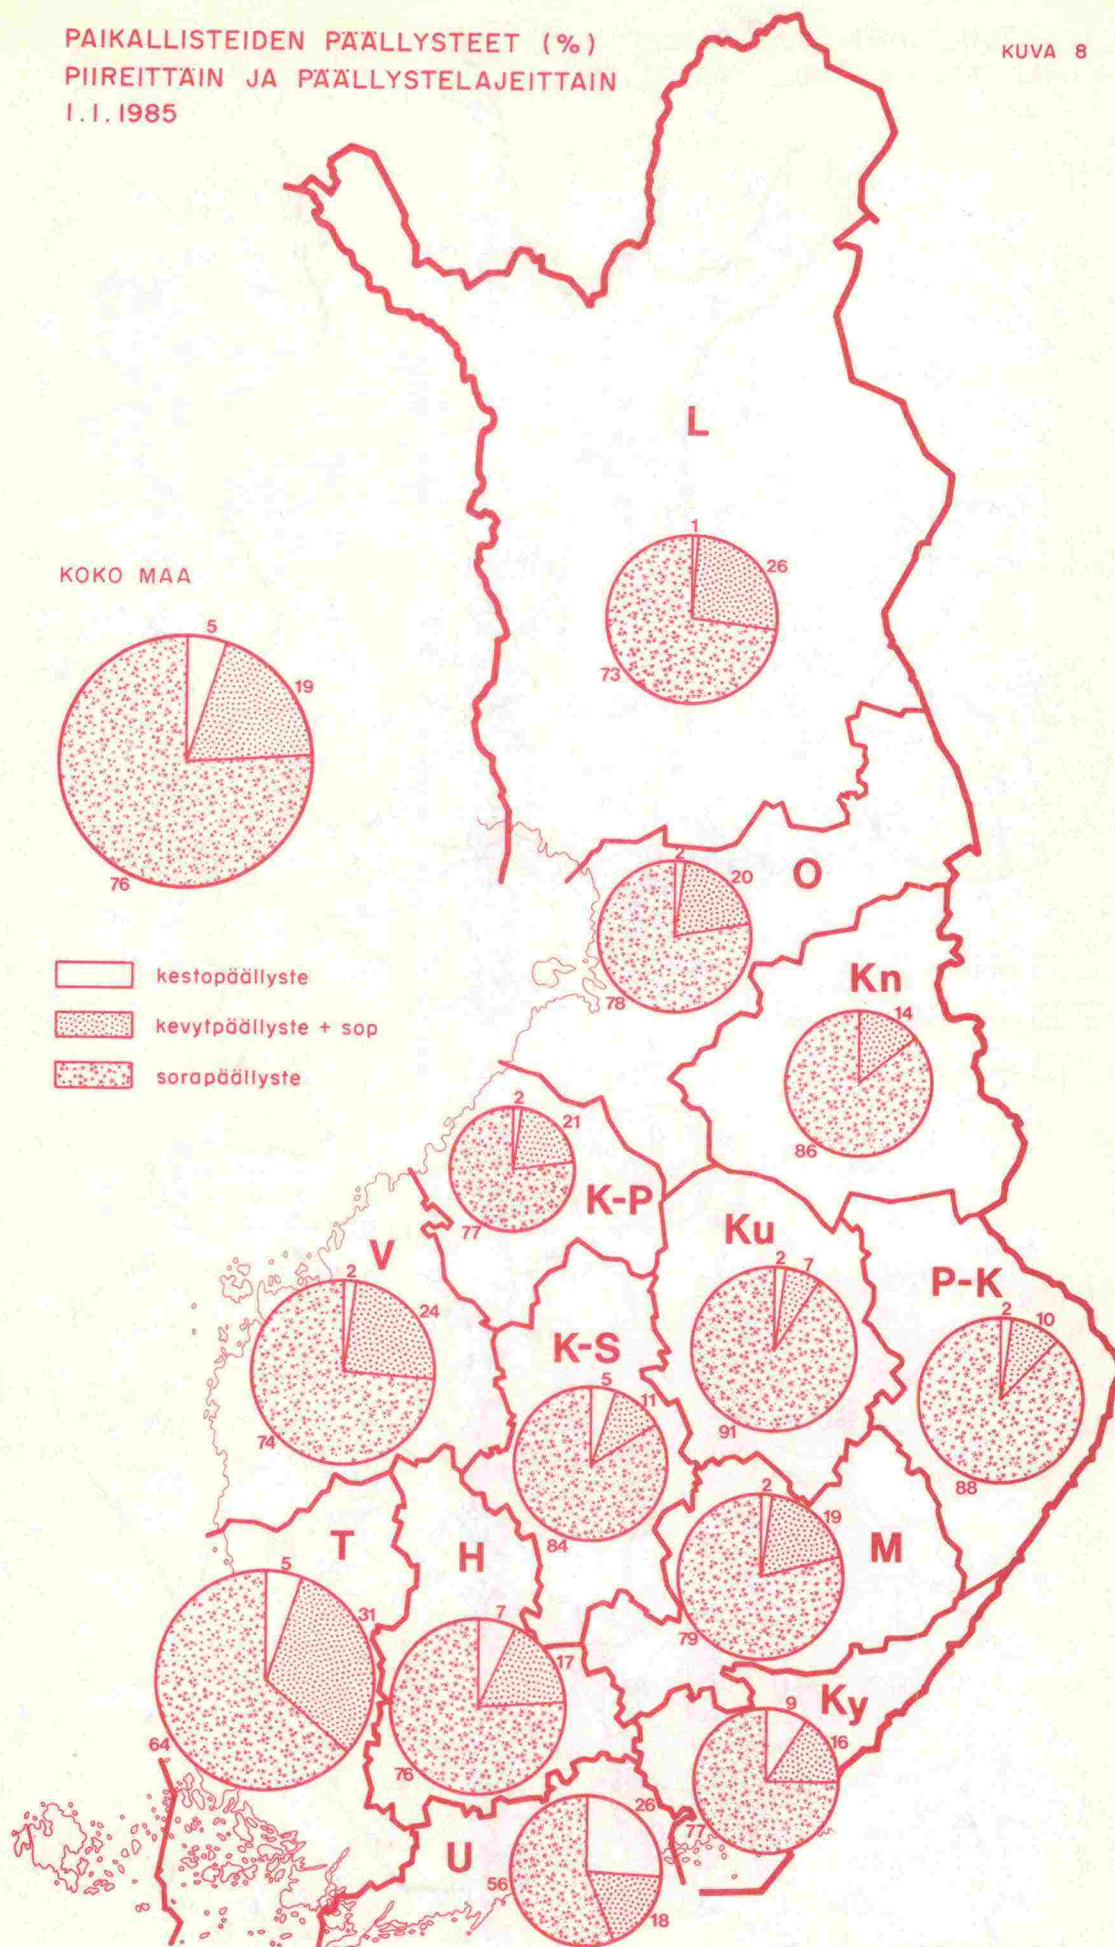 PAIKALLISTEIDEN PÄÄLLYSTEET (%)
PIIREITTÄIN JA PÄÄLLYSTELAJEITTAIN
1.1.1985
KUVA 8
L
1
26
73
KOKO MAA
5
19
76
O
2
20
78
kestopäällyste
kevytpäällyste + sop
sorapäällyste
Kn
14
86
K-P
2
21
77
V
2
24
74
Ku
2
7
91
P-K
2
10
88
K-S
5
11
84
M
2
19
79
T
5
31
64
H
7
17
76
Ky
9
16
77
U
26
18
56